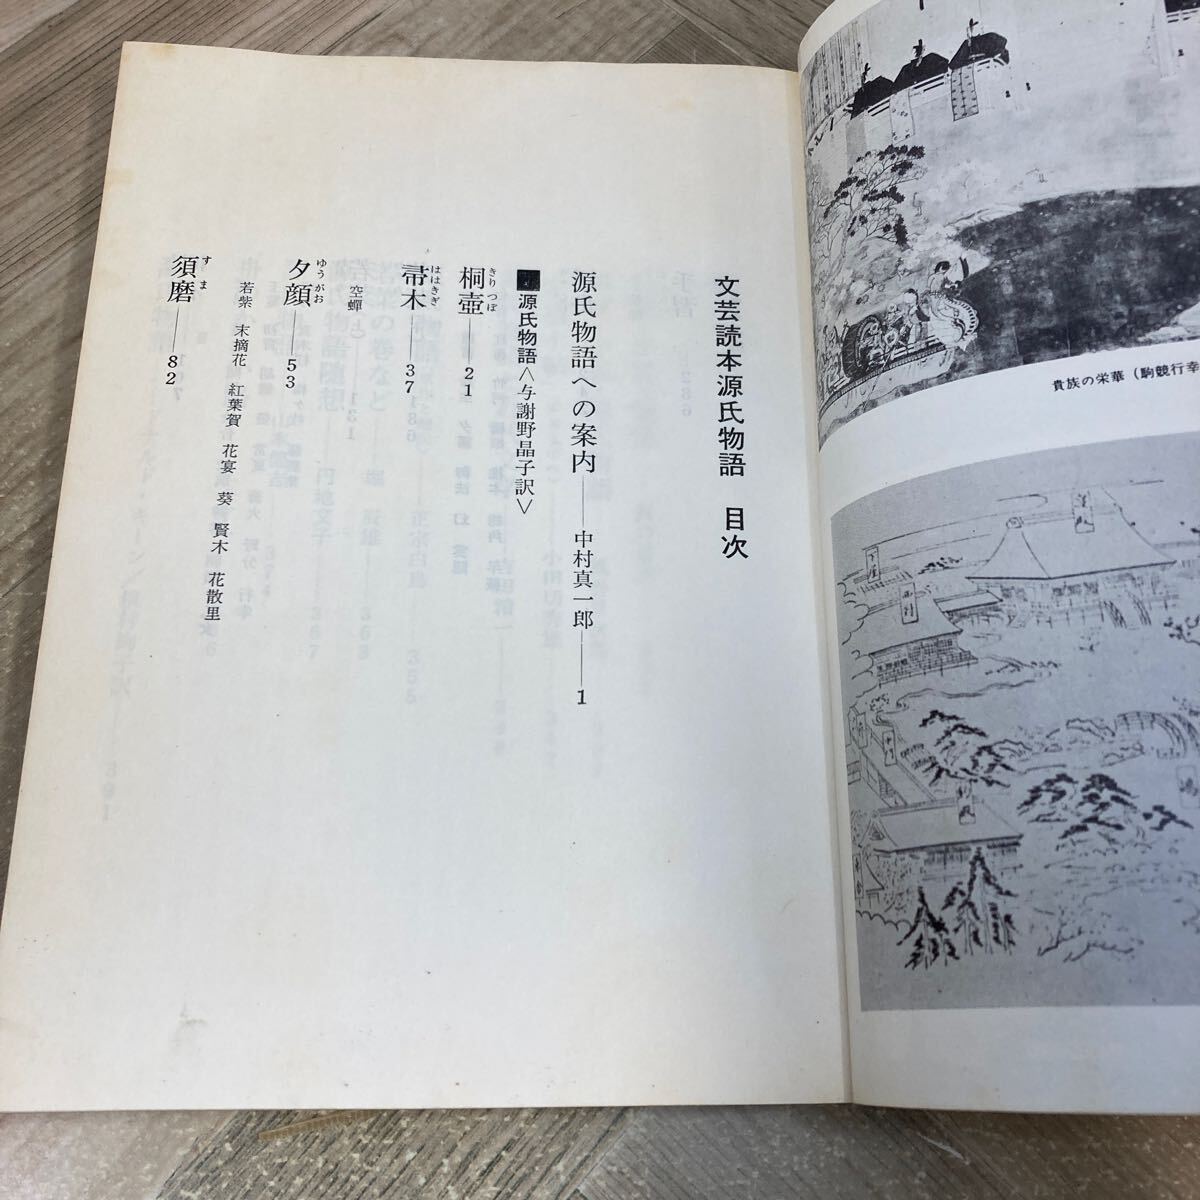 貴族の栄華（駒競行幸
文芸読本源氏物語　目次
源氏物語への案内――中村真一郎――1
■源氏物語〈与謝野晶子訳〉
桐壺――21
きりつぼ
帚木――37
ははきぎ
空蟬
夕顔――53
ゆうがお
若紫　末摘花　紅葉賀　花宴　葵　賢木　花散里
須磨――82
すま